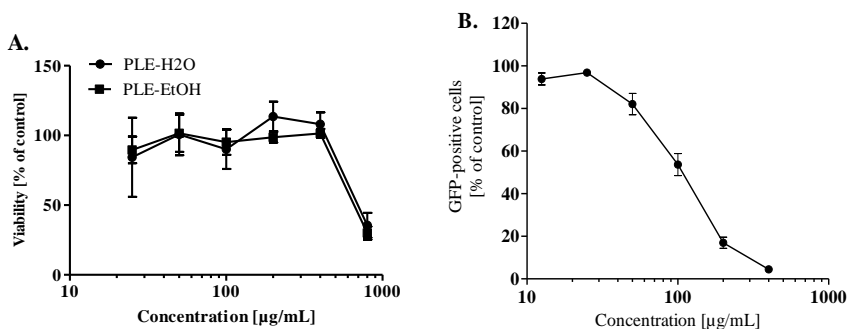 A.
PLE-H2O
PLE-EtOH
150
100
50
0
Viability [% of control]
10
100
1000
Concentration [µg/mL]
B.
120
100
80
60
40
20
0
GFP-positive cells
[% of control]
10
100
1000
Concentration [µg/mL]